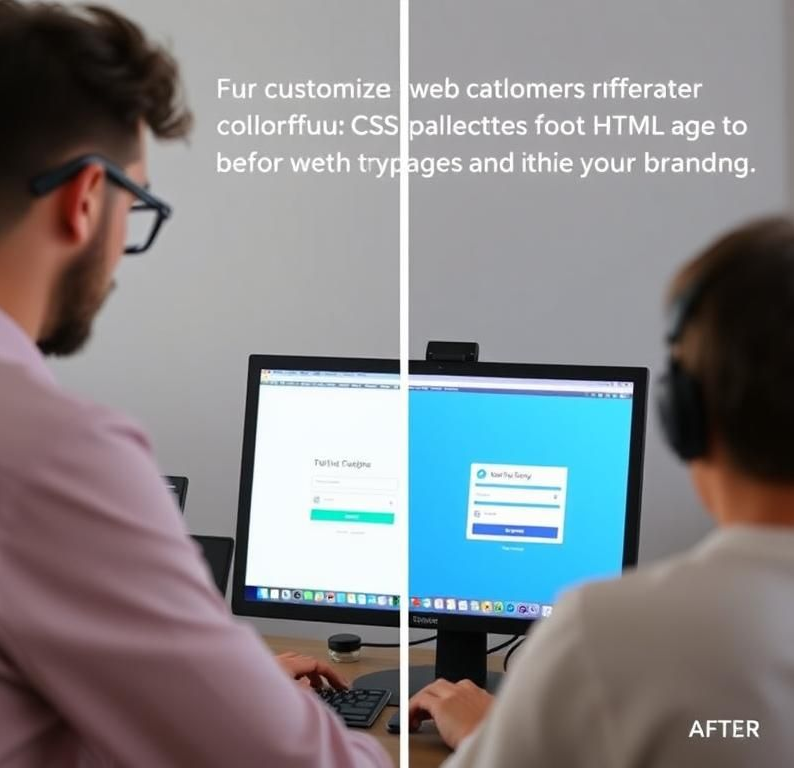 Fur customize web catlomers rifferater
collorffuu: CSS pallecttes foot HTML age to
befor weth trypages and ithie your brandng.
AFTER